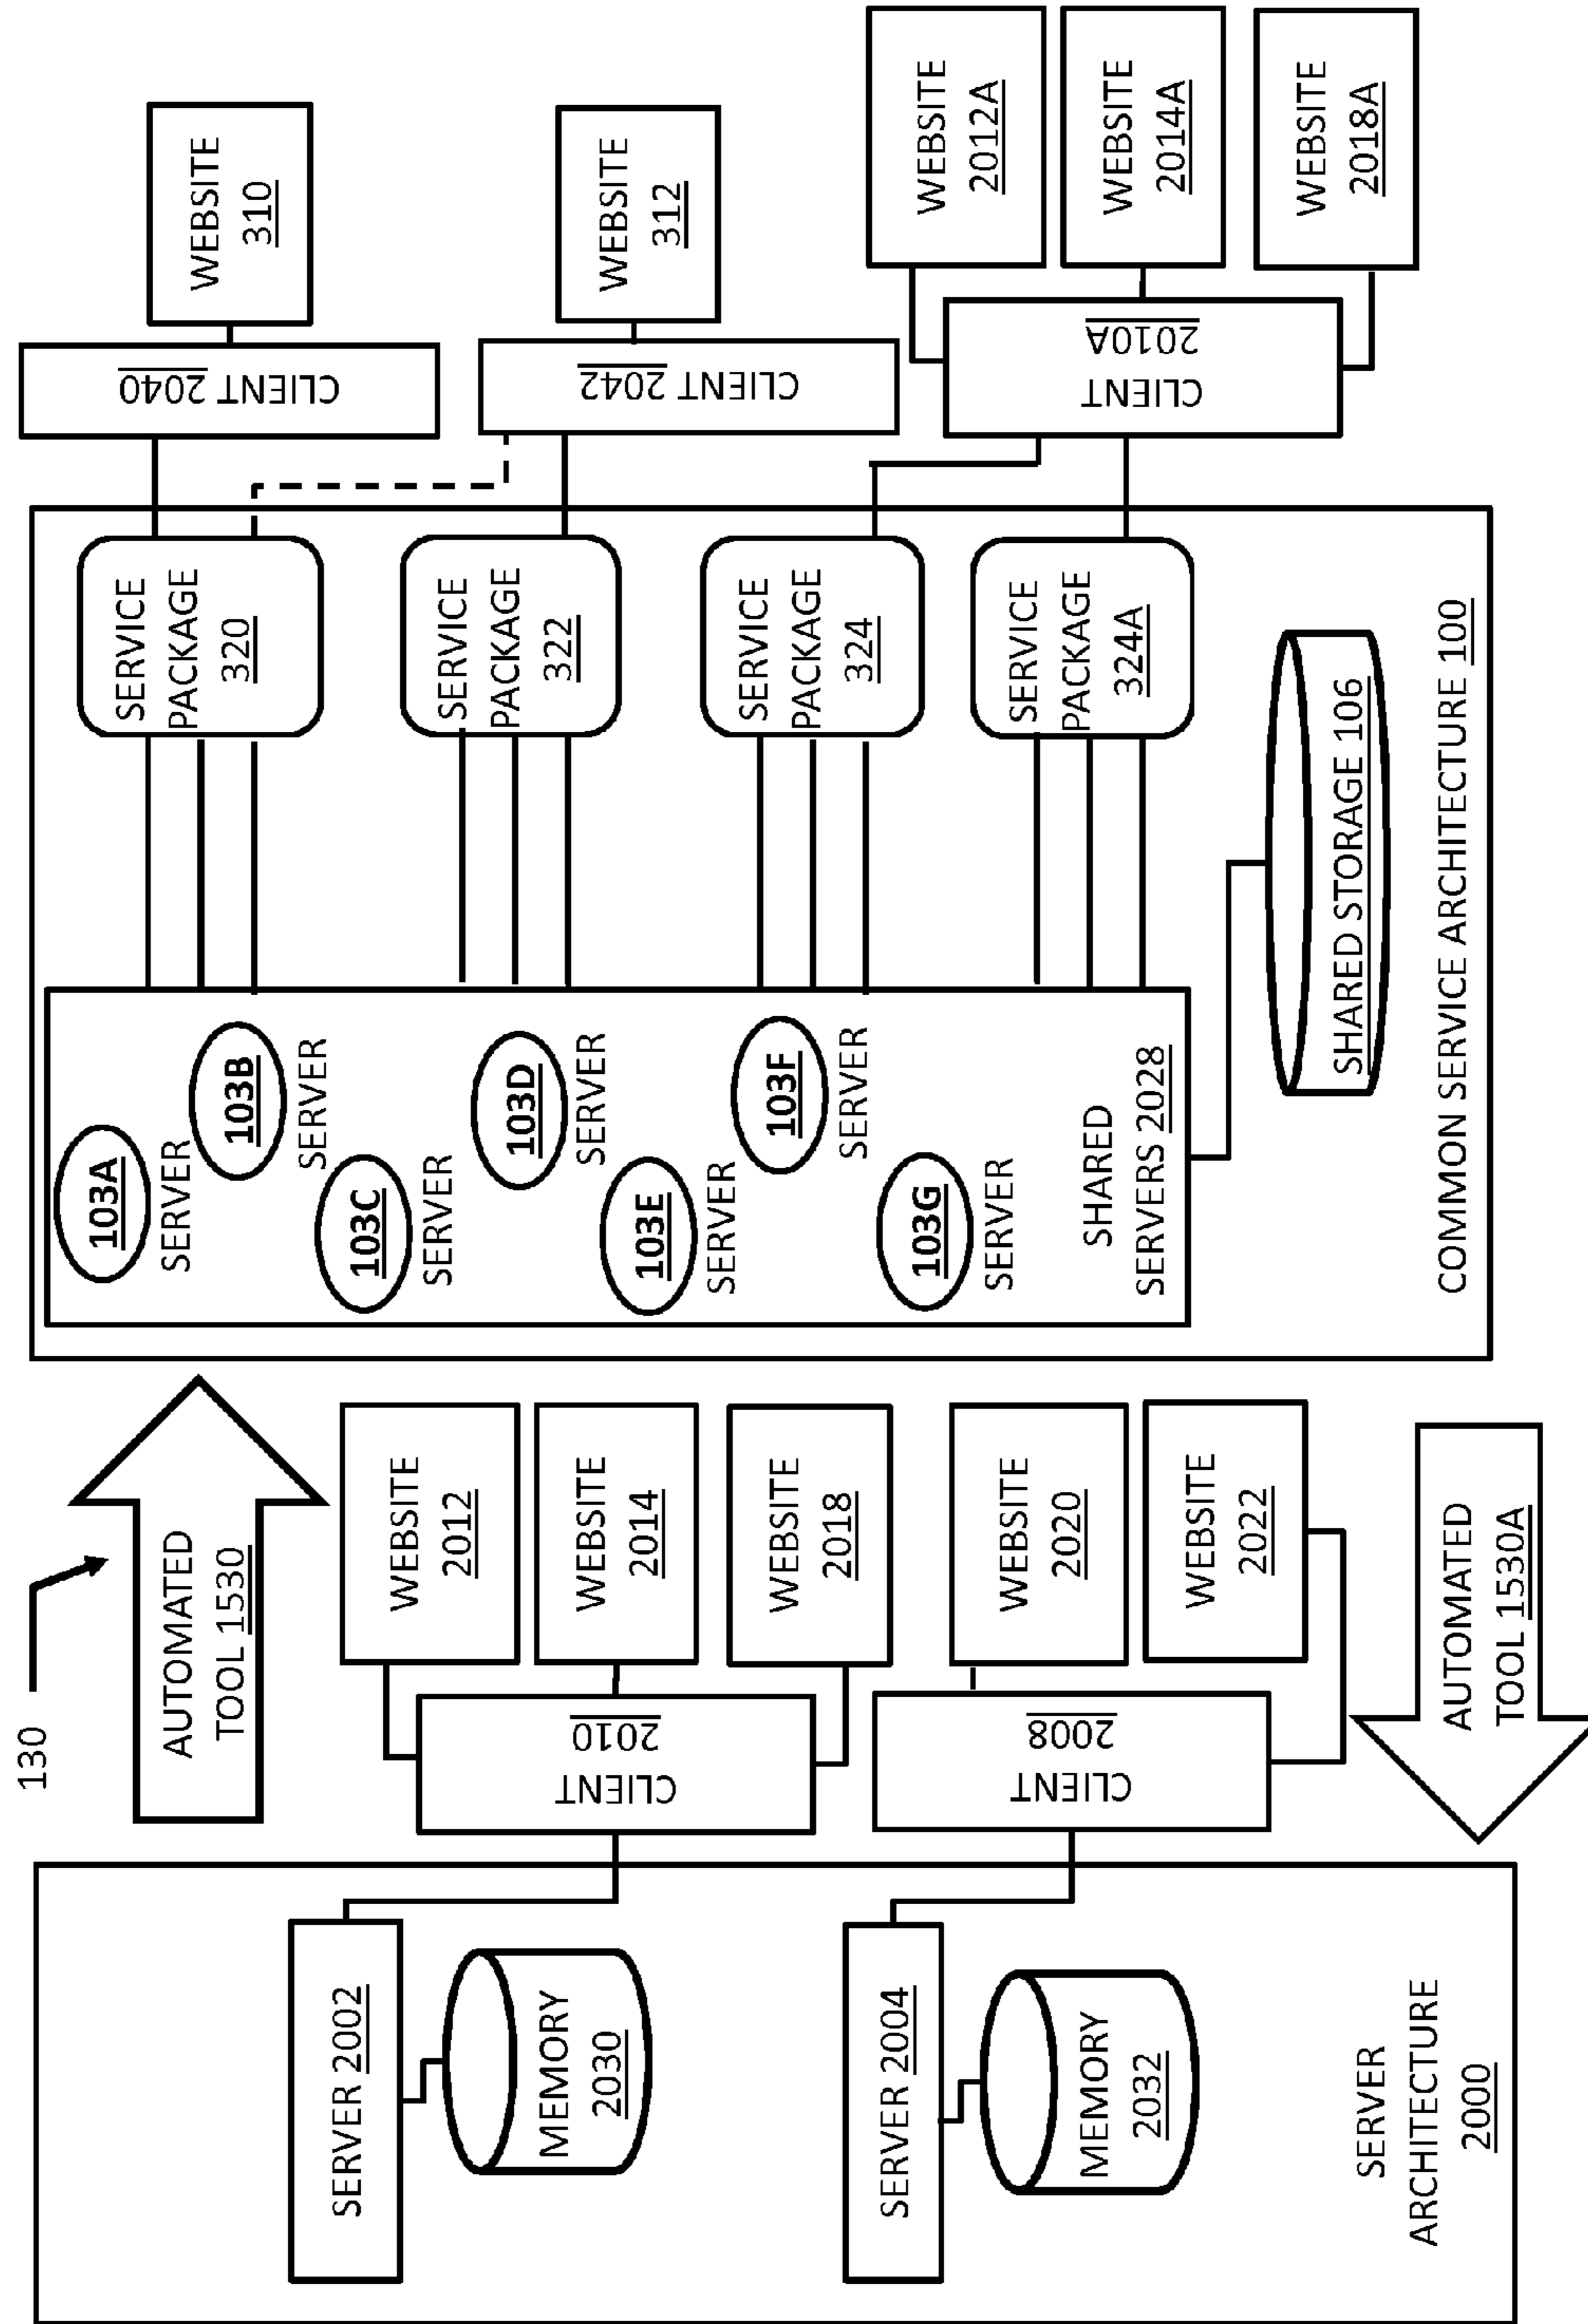 130
AUTOMATED
TOOL 1530
SERVER 2002
MEMORY
2030
SERVER 2004
MEMORY
2032
SERVER
ARCHITECTURE
2000
CLIENT
2010
WEBSITE
2012
WEBSITE
2014
WEBSITE
2018
CLIENT
2008
WEBSITE
2020
WEBSITE
2022
AUTOMATED
TOOL 1530A
103A
SERVER
103B
SERVER
103C
SERVER
103D
SERVER
103E
SERVER
103F
SERVER
103G
SERVER
SHARED
SERVERS 2028
SERVICE
PACKAGE
320
SERVICE
PACKAGE
322
SERVICE
PACKAGE
324
SERVICE
PACKAGE
324A
SHARED STORAGE 106
COMMON SERVICE ARCHITECTURE 100
CLIENT 2040
WEBSITE
310
CLIENT 2042
WEBSITE
312
CLIENT
2010A
WEBSITE
2012A
WEBSITE
2014A
WEBSITE
2018A